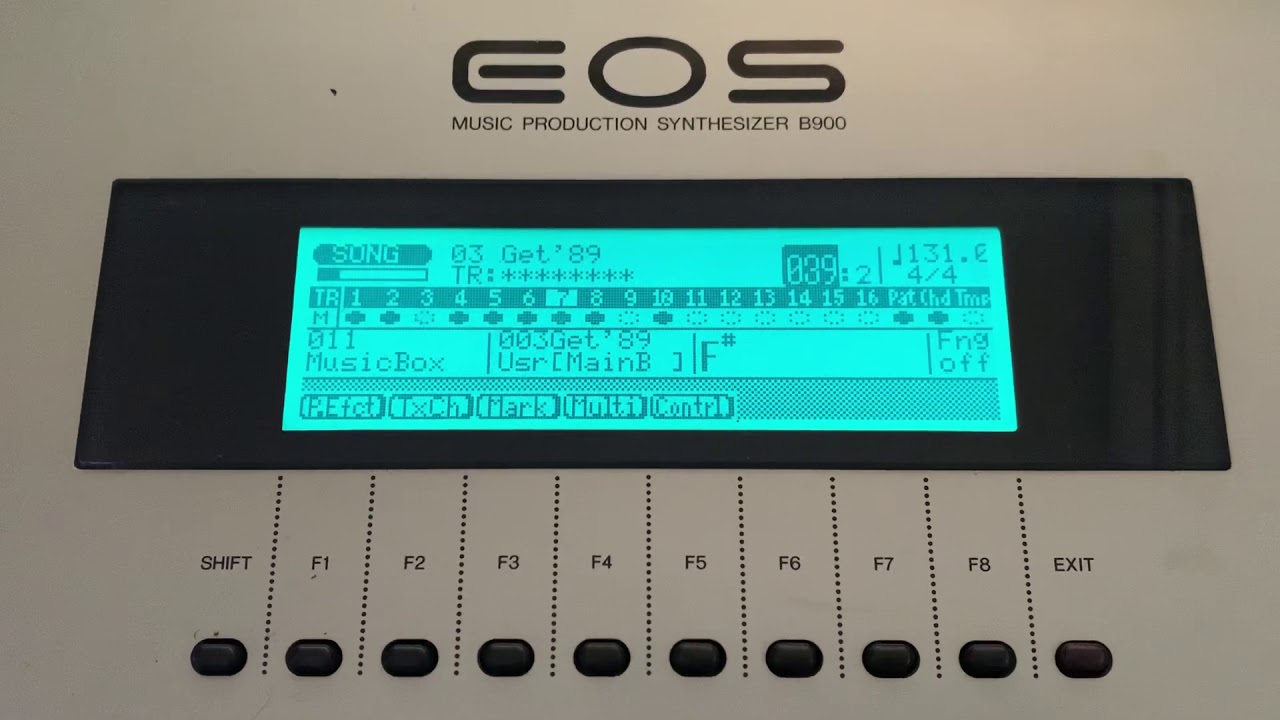 EOS
MUSIC PRODUCTION SYNTHESIZER B900
SONG 03 Get'89 039:2 ♩131.0
TR:******** 4/4
TR 1 2 3 4 5 6 7 8 9 10 11 12 13 14 15 16 Pat Chd Tmp
M
011 003Get'89 F# Fng
MusicBox Usr[MainB ] off
P.Efct TxCh Mark Multi Contrl
SHIFT F1 F2 F3 F4 F5 F6 F7 F8 EXIT